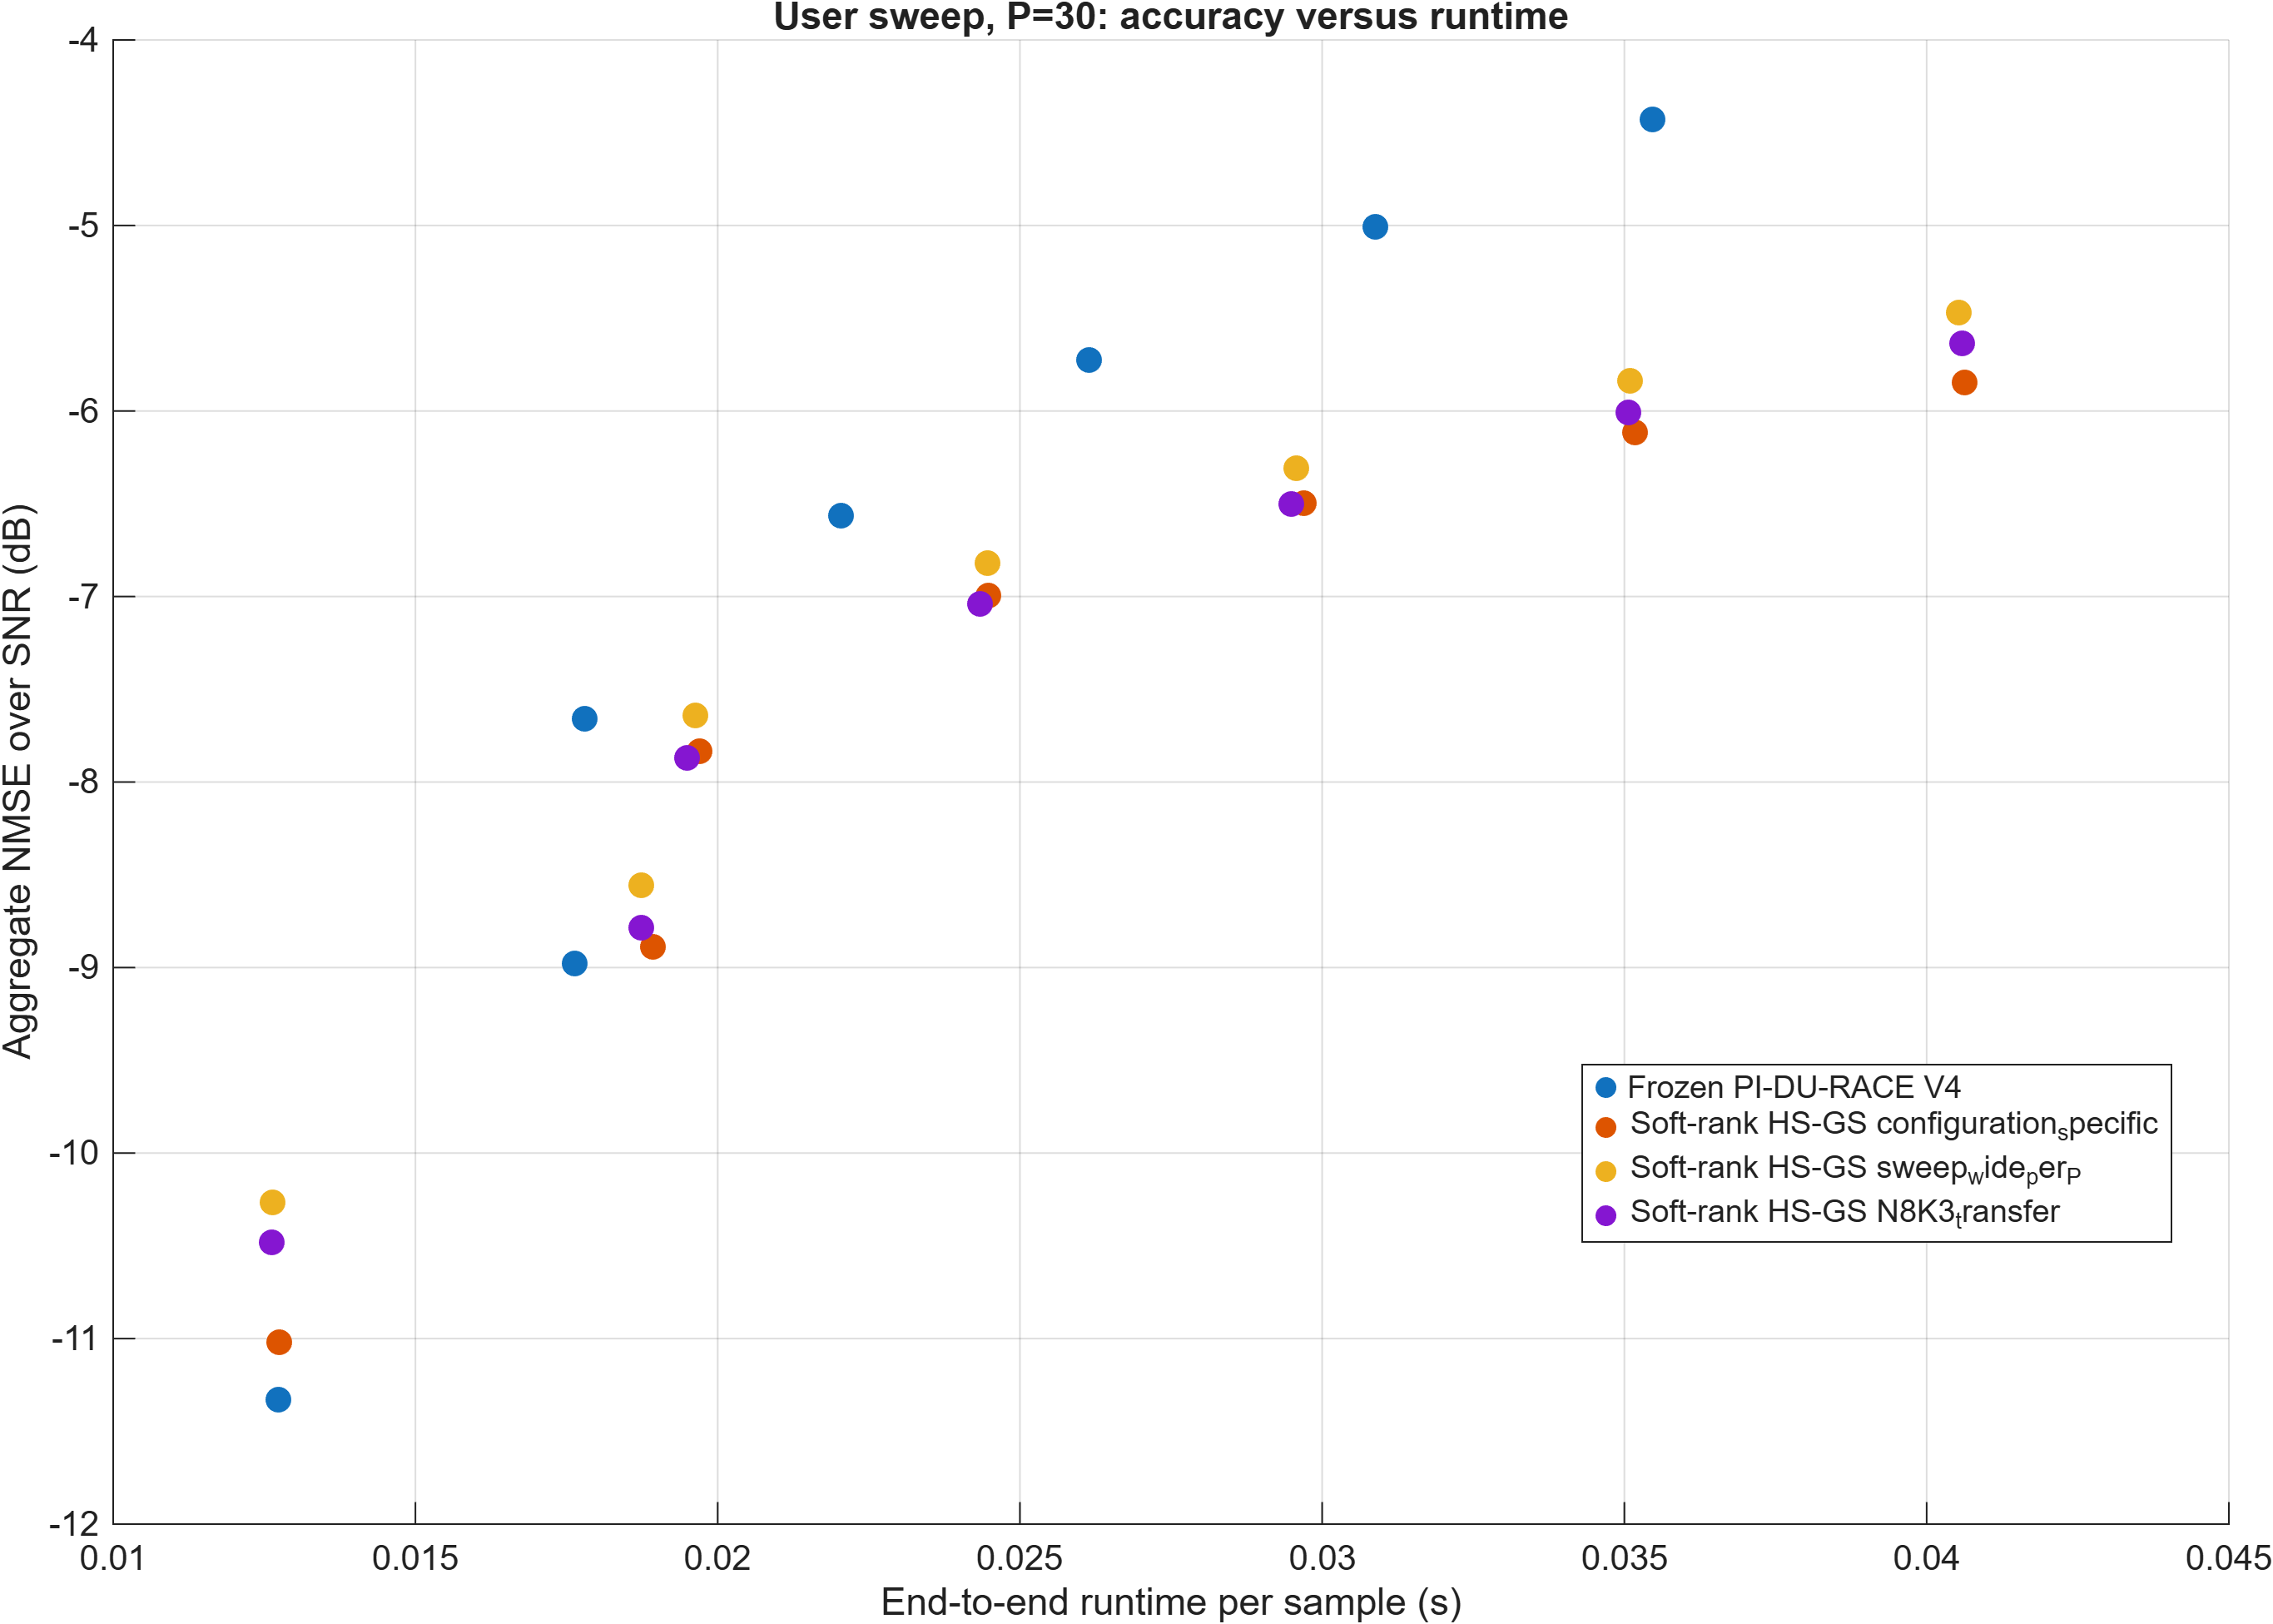 User sweep, P=30: accuracy versus runtime
-4
-5
-6
-7
-8
-9
-10
-11
-12
Aggregate NMSE over SNR (dB)
Frozen PI-DU-RACE V4
Soft-rank HS-GS configurationspecific
Soft-rank HS-GS sweepwideperP
Soft-rank HS-GS N8K3transfer
0.01 0.015 0.02 0.025 0.03 0.035 0.04 0.045
End-to-end runtime per sample (s)